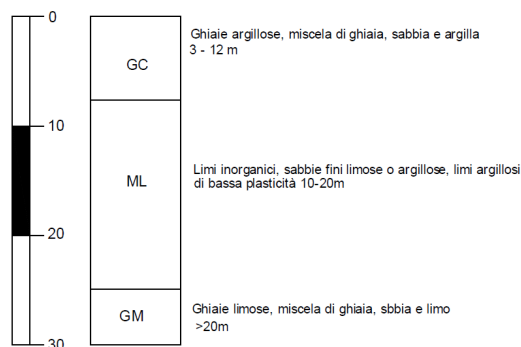 0
Ghiaie argillose, miscela di ghiaia, sabbia e argilla
3 - 12 m
GC
10
Limi inorganici, sabbie fini limose o argillose, limi argillosi
di bassa plasticità 10-20m
ML
20
Ghiaie limose, miscela di ghiaia, sbbia e limo
>20m
GM
30